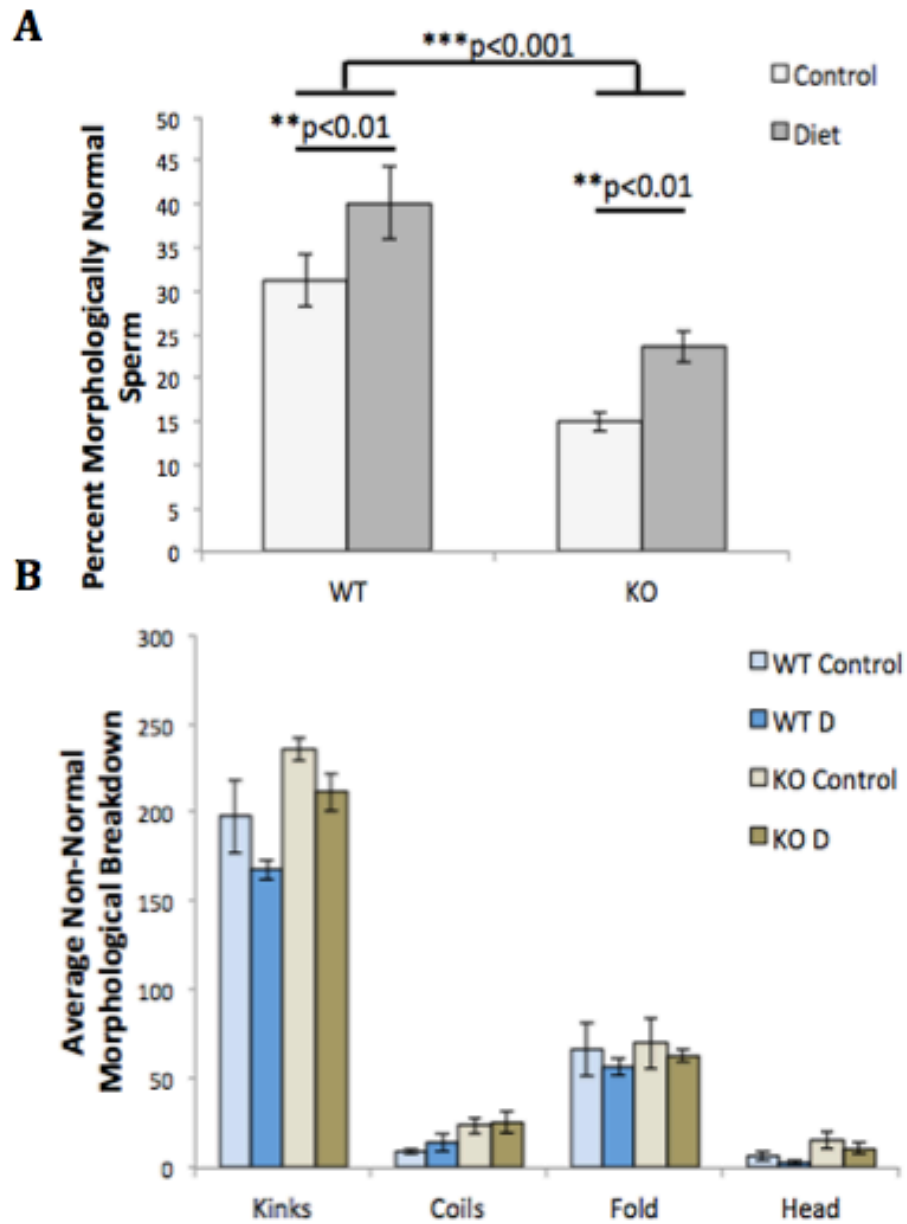 A
***p<0.001
Control
Diet
**p<0.01
**p<0.01
Percent Morphologically Normal
Sperm
50
45
40
35
30
25
20
15
10
5
0
WT
KO
B
Average Non-Normal
Morphological Breakdown
300
250
200
150
100
50
0
WT Control
WT D
KO Control
KO D
Kinks
Coils
Fold
Head